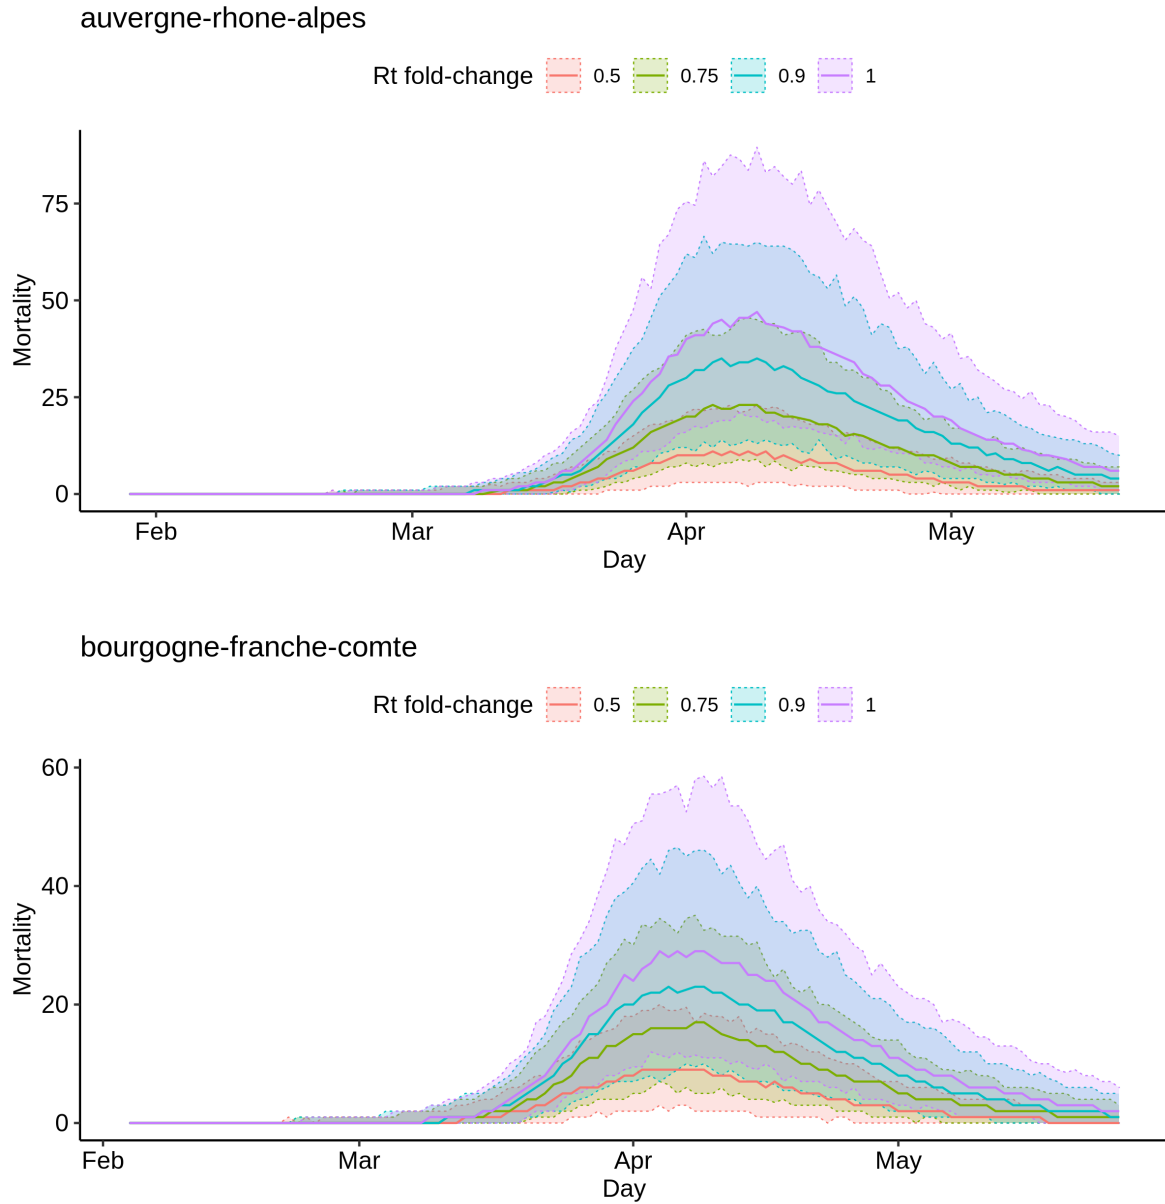 auvergne-rhone-alpes
Rt fold-change 0.5 0.75 0.9 1
75
50
25
0
Mortality
Feb Mar Apr May
Day
bourgogne-franche-comte
Rt fold-change 0.5 0.75 0.9 1
60
40
20
0
Mortality
Feb Mar Apr May
Day